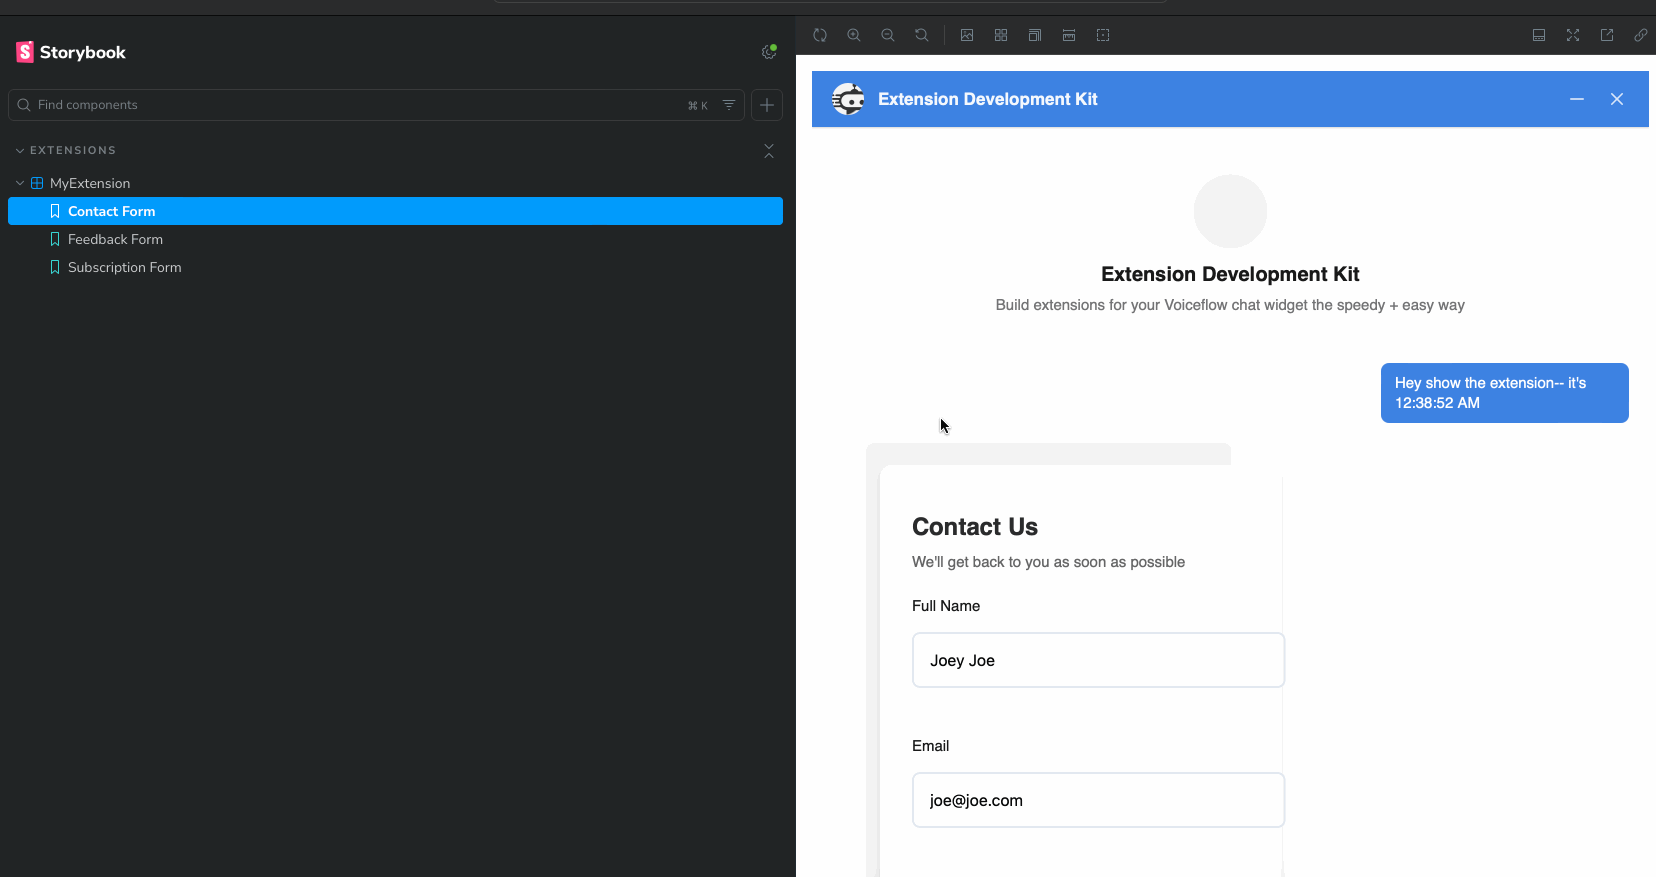 Storybook
Find components
⌘ K
EXTENSIONS
MyExtension
Contact Form
Feedback Form
Subscription Form
Extension Development Kit
Extension Development Kit
Build extensions for your Voiceflow chat widget the speedy + easy way
Hey show the extension-- it's
12:38:52 AM
Contact Us
We'll get back to you as soon as possible
Full Name
Joey Joe
Email
joe@joe.com